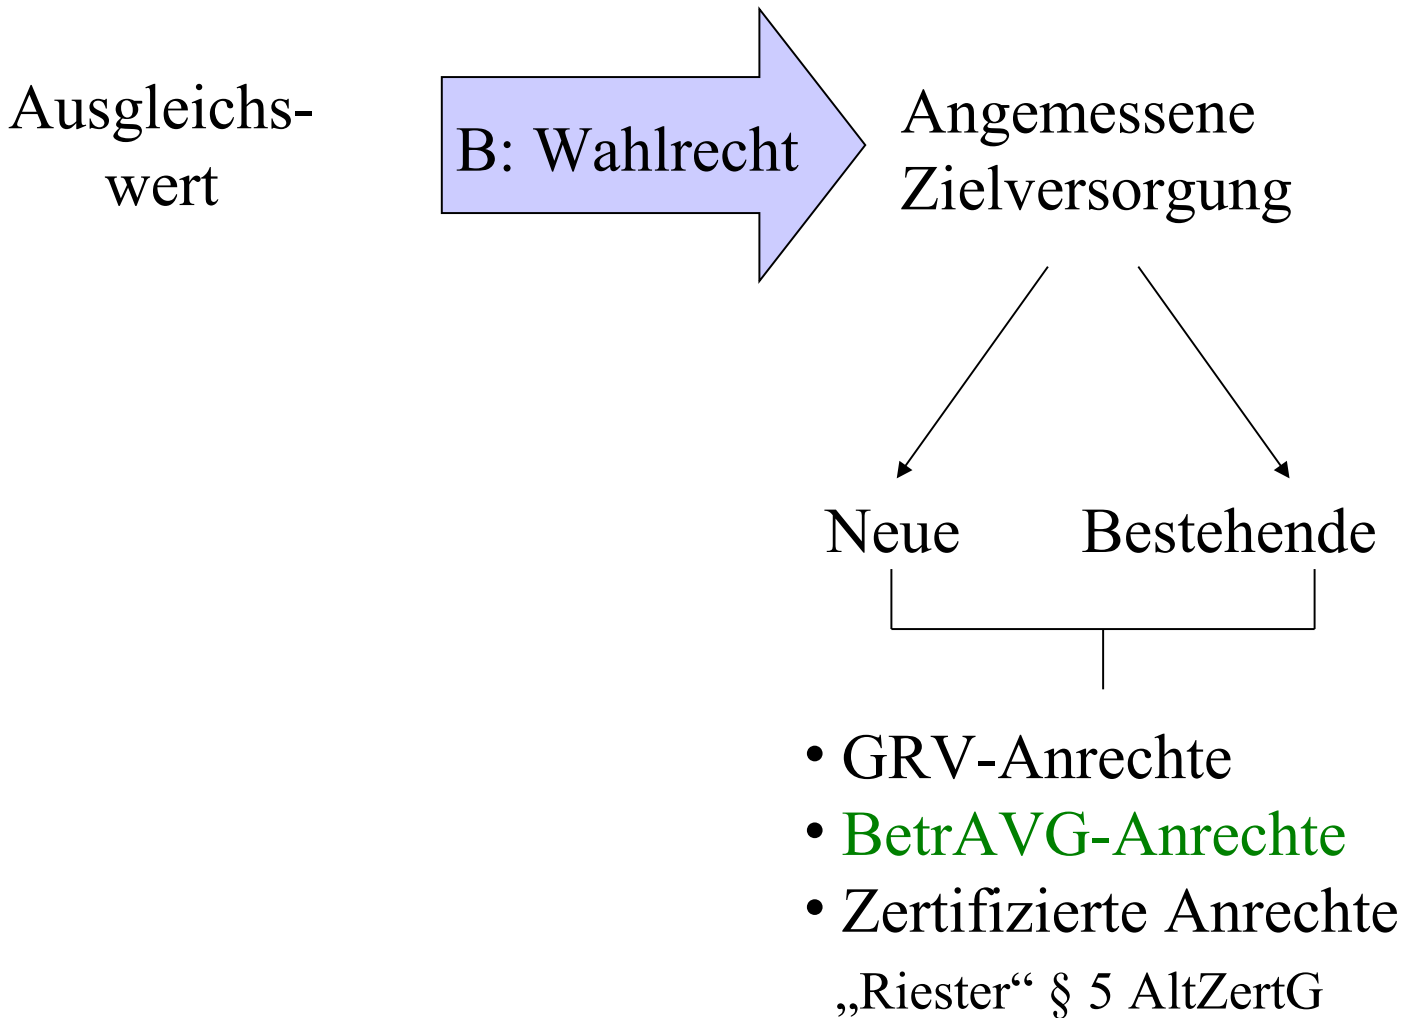 Ausgleichs-
wert
B: Wahlrecht
Angemessene
Zielversorgung
Neue
Bestehende
• GRV-Anrechte
• BetrAVG-Anrechte
• Zertifizierte Anrechte
„Riester“ § 5 AltZertG